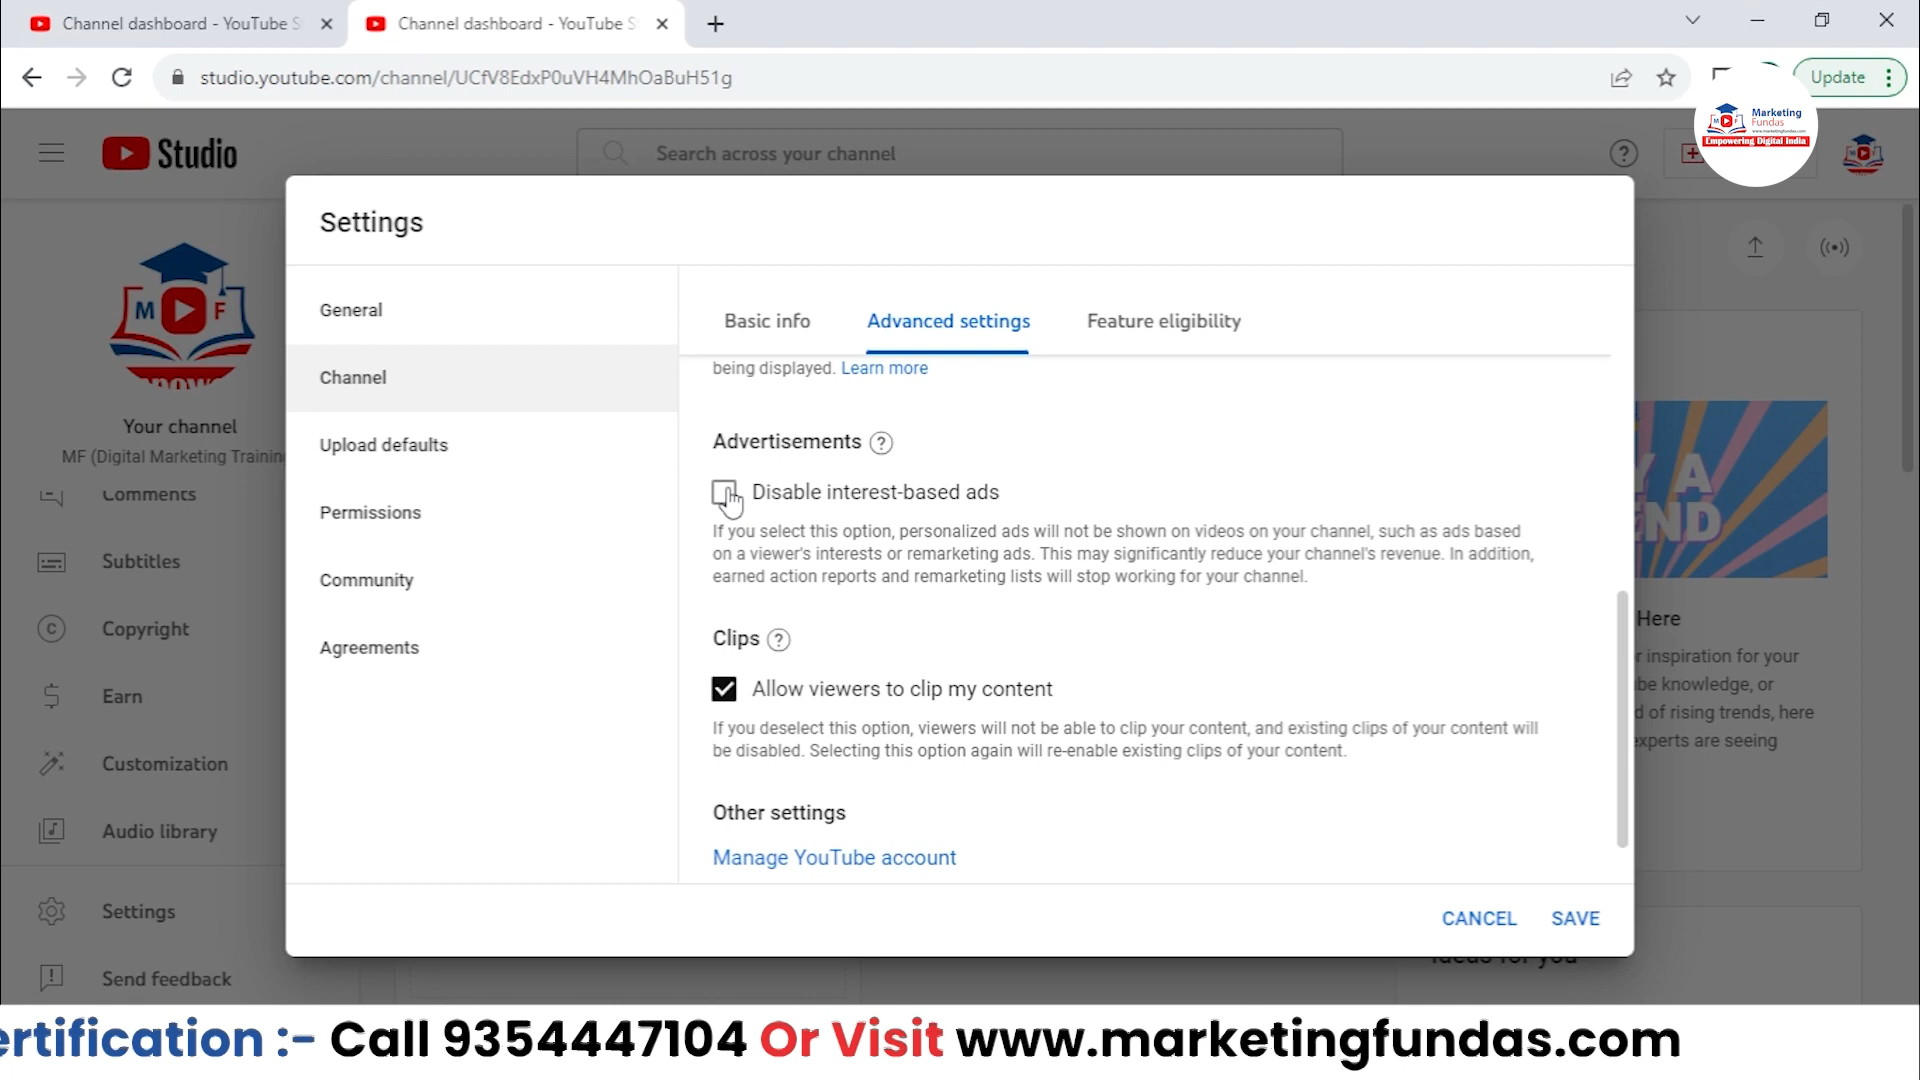 Channel dashboard - YouTube S
Channel dashboard - YouTube S
studio.youtube.com/channel/UCfV8EdxP0uVH4MhOaBuH51g
Update
Marketing
Fundas
www.marketingfundas.com
Empowering Digital India
M F
Studio
Search across your channel
Settings
M F
Your channel
MF (Digital Marketing Trainin
Comments
Subtitles
Copyright
Earn
Customization
Audio library
Settings
Send feedback
General
Channel
Upload defaults
Permissions
Community
Agreements
Basic info
Advanced settings
Feature eligibility
being displayed. Learn more
Advertisements
Disable interest-based ads
If you select this option, personalized ads will not be shown on videos on your channel, such as ads based
on a viewer's interests or remarketing ads. This may significantly reduce your channel's revenue. In addition,
earned action reports and remarketing lists will stop working for your channel.
Clips
Allow viewers to clip my content
If you deselect this option, viewers will not be able to clip your content, and existing clips of your content will
be disabled. Selecting this option again will re-enable existing clips of your content.
Other settings
Manage YouTube account
CANCEL
SAVE
Y A
END
Here
r inspiration for your
be knowledge, or
d of rising trends, here
experts are seeing
Ideas for you
ertification :- Call 9354447104 Or Visit www.marketingfundas.com